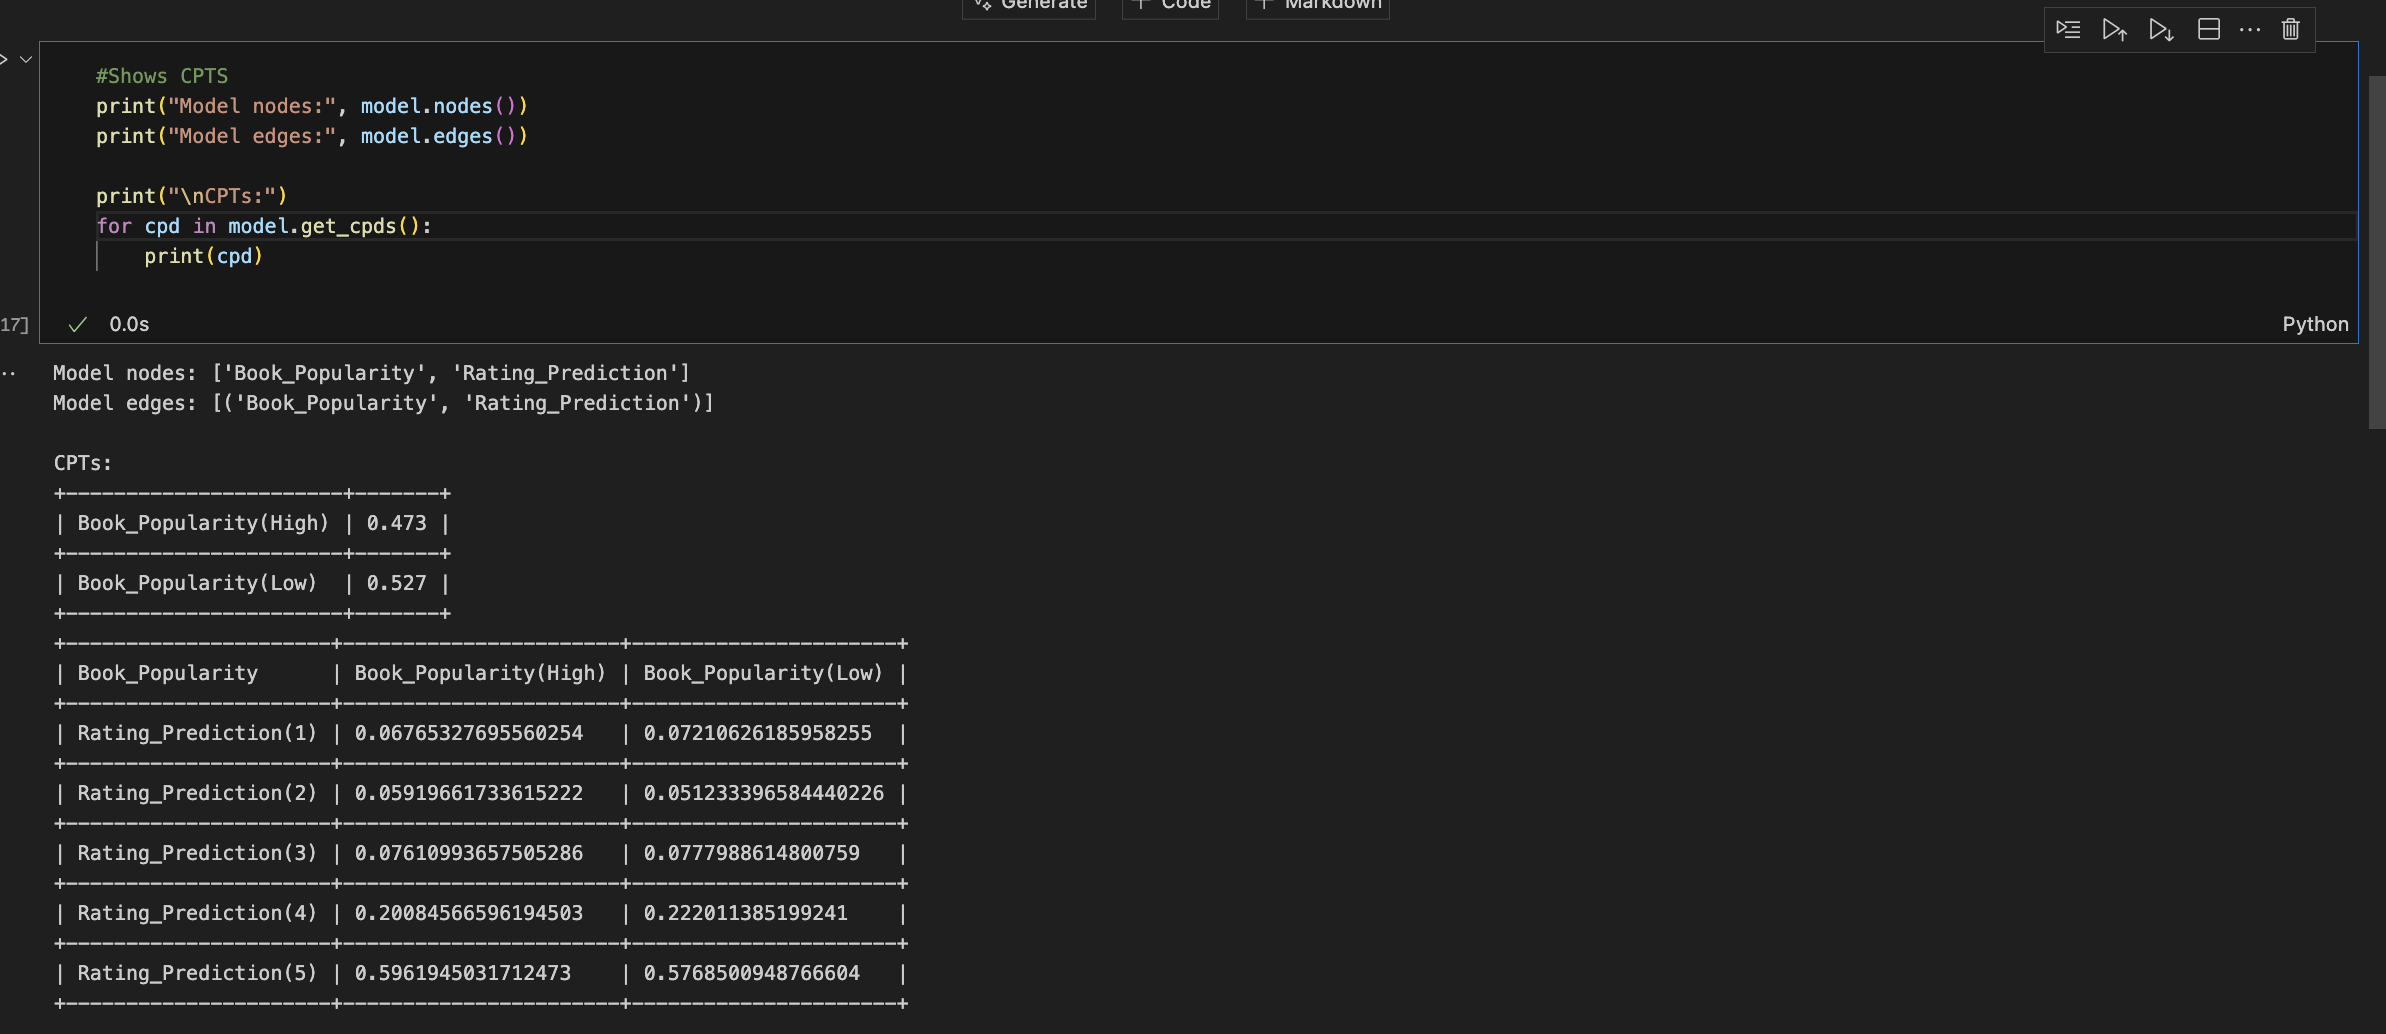 Generate + Code + Markdown
#Shows CPTS
print("Model nodes:", model.nodes())
print("Model edges:", model.edges())
print("\nCPTs:")
for cpd in model.get_cpds():
    print(cpd)
17] ✓ 0.0s Python
Model nodes: ['Book_Popularity', 'Rating_Prediction']
Model edges: [('Book_Popularity', 'Rating_Prediction')]
CPTs:
+-----------------------+-------+
| Book_Popularity(High) | 0.473 |
+-----------------------+-------+
| Book_Popularity(Low)  | 0.527 |
+-----------------------+-------+
+----------------------+-----------------------+----------------------+
| Book_Popularity      | Book_Popularity(High) | Book_Popularity(Low) |
+----------------------+-----------------------+----------------------+
| Rating_Prediction(1) | 0.06765327695560254   | 0.07210626185958255  |
+----------------------+-----------------------+----------------------+
| Rating_Prediction(2) | 0.05919661733615222   | 0.051233396584440226 |
+----------------------+-----------------------+----------------------+
| Rating_Prediction(3) | 0.07610993657505286   | 0.0777988614800759   |
+----------------------+-----------------------+----------------------+
| Rating_Prediction(4) | 0.20084566596194503   | 0.222011385199241    |
+----------------------+-----------------------+----------------------+
| Rating_Prediction(5) | 0.5961945031712473    | 0.5768500948766604   |
+----------------------+-----------------------+----------------------+